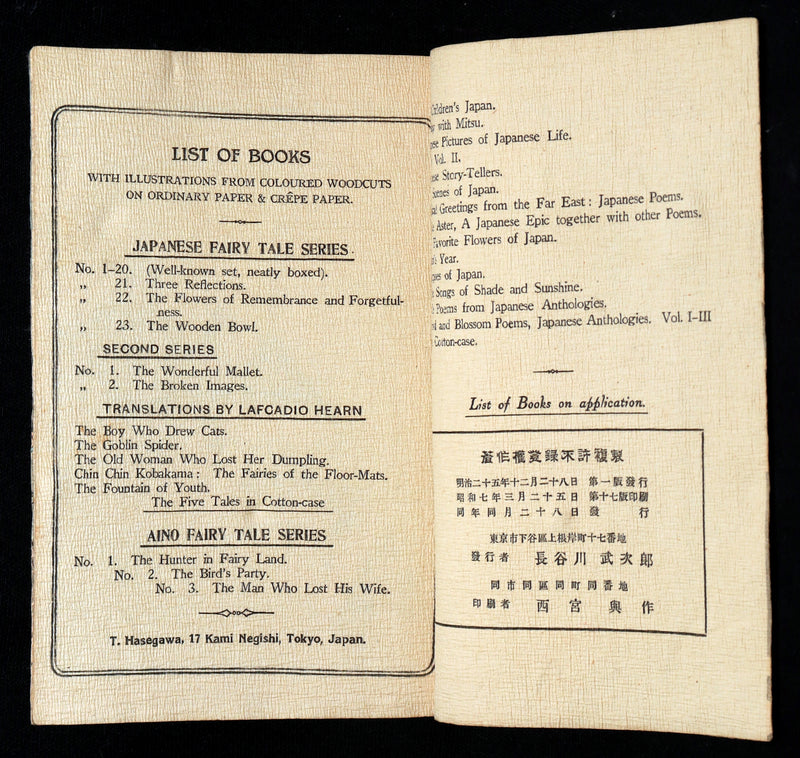 LIST OF BOOKS
WITH ILLUSTRATIONS FROM COLOURED WOODCUTS
ON ORDINARY PAPER & CRÊPE PAPER.
JAPANESE FAIRY TALE SERIES
No. 1–20. (Well-known set, neatly boxed).
„ 21. Three Reflections.
„ 22. The Flowers of Remembrance and Forgetful-
ness.
„ 23. The Wooden Bowl.
SECOND SERIES
No. 1. The Wonderful Mallet.
„ 2. The Broken Images.
TRANSLATIONS BY LAFCADIO HEARN
The Boy Who Drew Cats.
The Goblin Spider.
The Old Woman Who Lost Her Dumpling.
Chin Chin Kobakama: The Fairies of the Floor-Mats.
The Fountain of Youth.
The Five Tales in Cotton-case
AINO FAIRY TALE SERIES
No. 1. The Hunter in Fairy Land.
No. 2. The Bird's Party.
No. 3. The Man Who Lost His Wife.
T. Hasegawa, 17 Kami Negishi, Tokyo, Japan.
Children's Japan.
with Mitsu.
Pictures of Japanese Life.
Vol. II.
Story-Tellers.
Scenes of Japan.
Greetings from the Far East: Japanese Poems.
Aster, A Japanese Epic together with other Poems.
Favorite Flowers of Japan.
Year.
of Japan.
Songs of Shade and Sunshine.
Poems from Japanese Anthologies.
and Blossom Poems, Japanese Anthologies. Vol. I–III
Cotton-case.
List of Books on application.
著作權登録不許複製
明治二十五年十二月二十八日 第一版發行
昭和七年三月二十五日 第十七版印刷
同年同月二十八日發行
東京市下谷區上根岸町十七番地
發行者 長谷川武次郎
同市同區同町同番地
印刷者 西宮與作